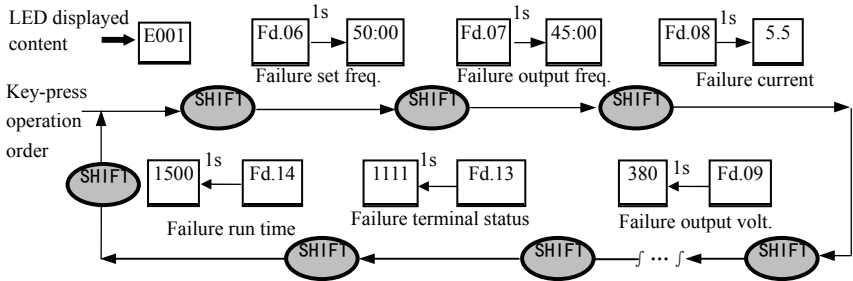 LED displayed
content
E001
Fd.06 1s 50:00
Failure set freq.
Fd.07 1s 45:00
Failure output freq.
Fd.08 1s 5.5
Failure current
Key-press
operation
order
SHIFT SHIFT SHIFT
SHIFT
1500 1s Fd.14
Failure run time
1111 1s Fd.13
Failure terminal status
380 1s Fd.09
Failure output volt.
SHIFT SHIFT ∫ ··· ∫ SHIFT